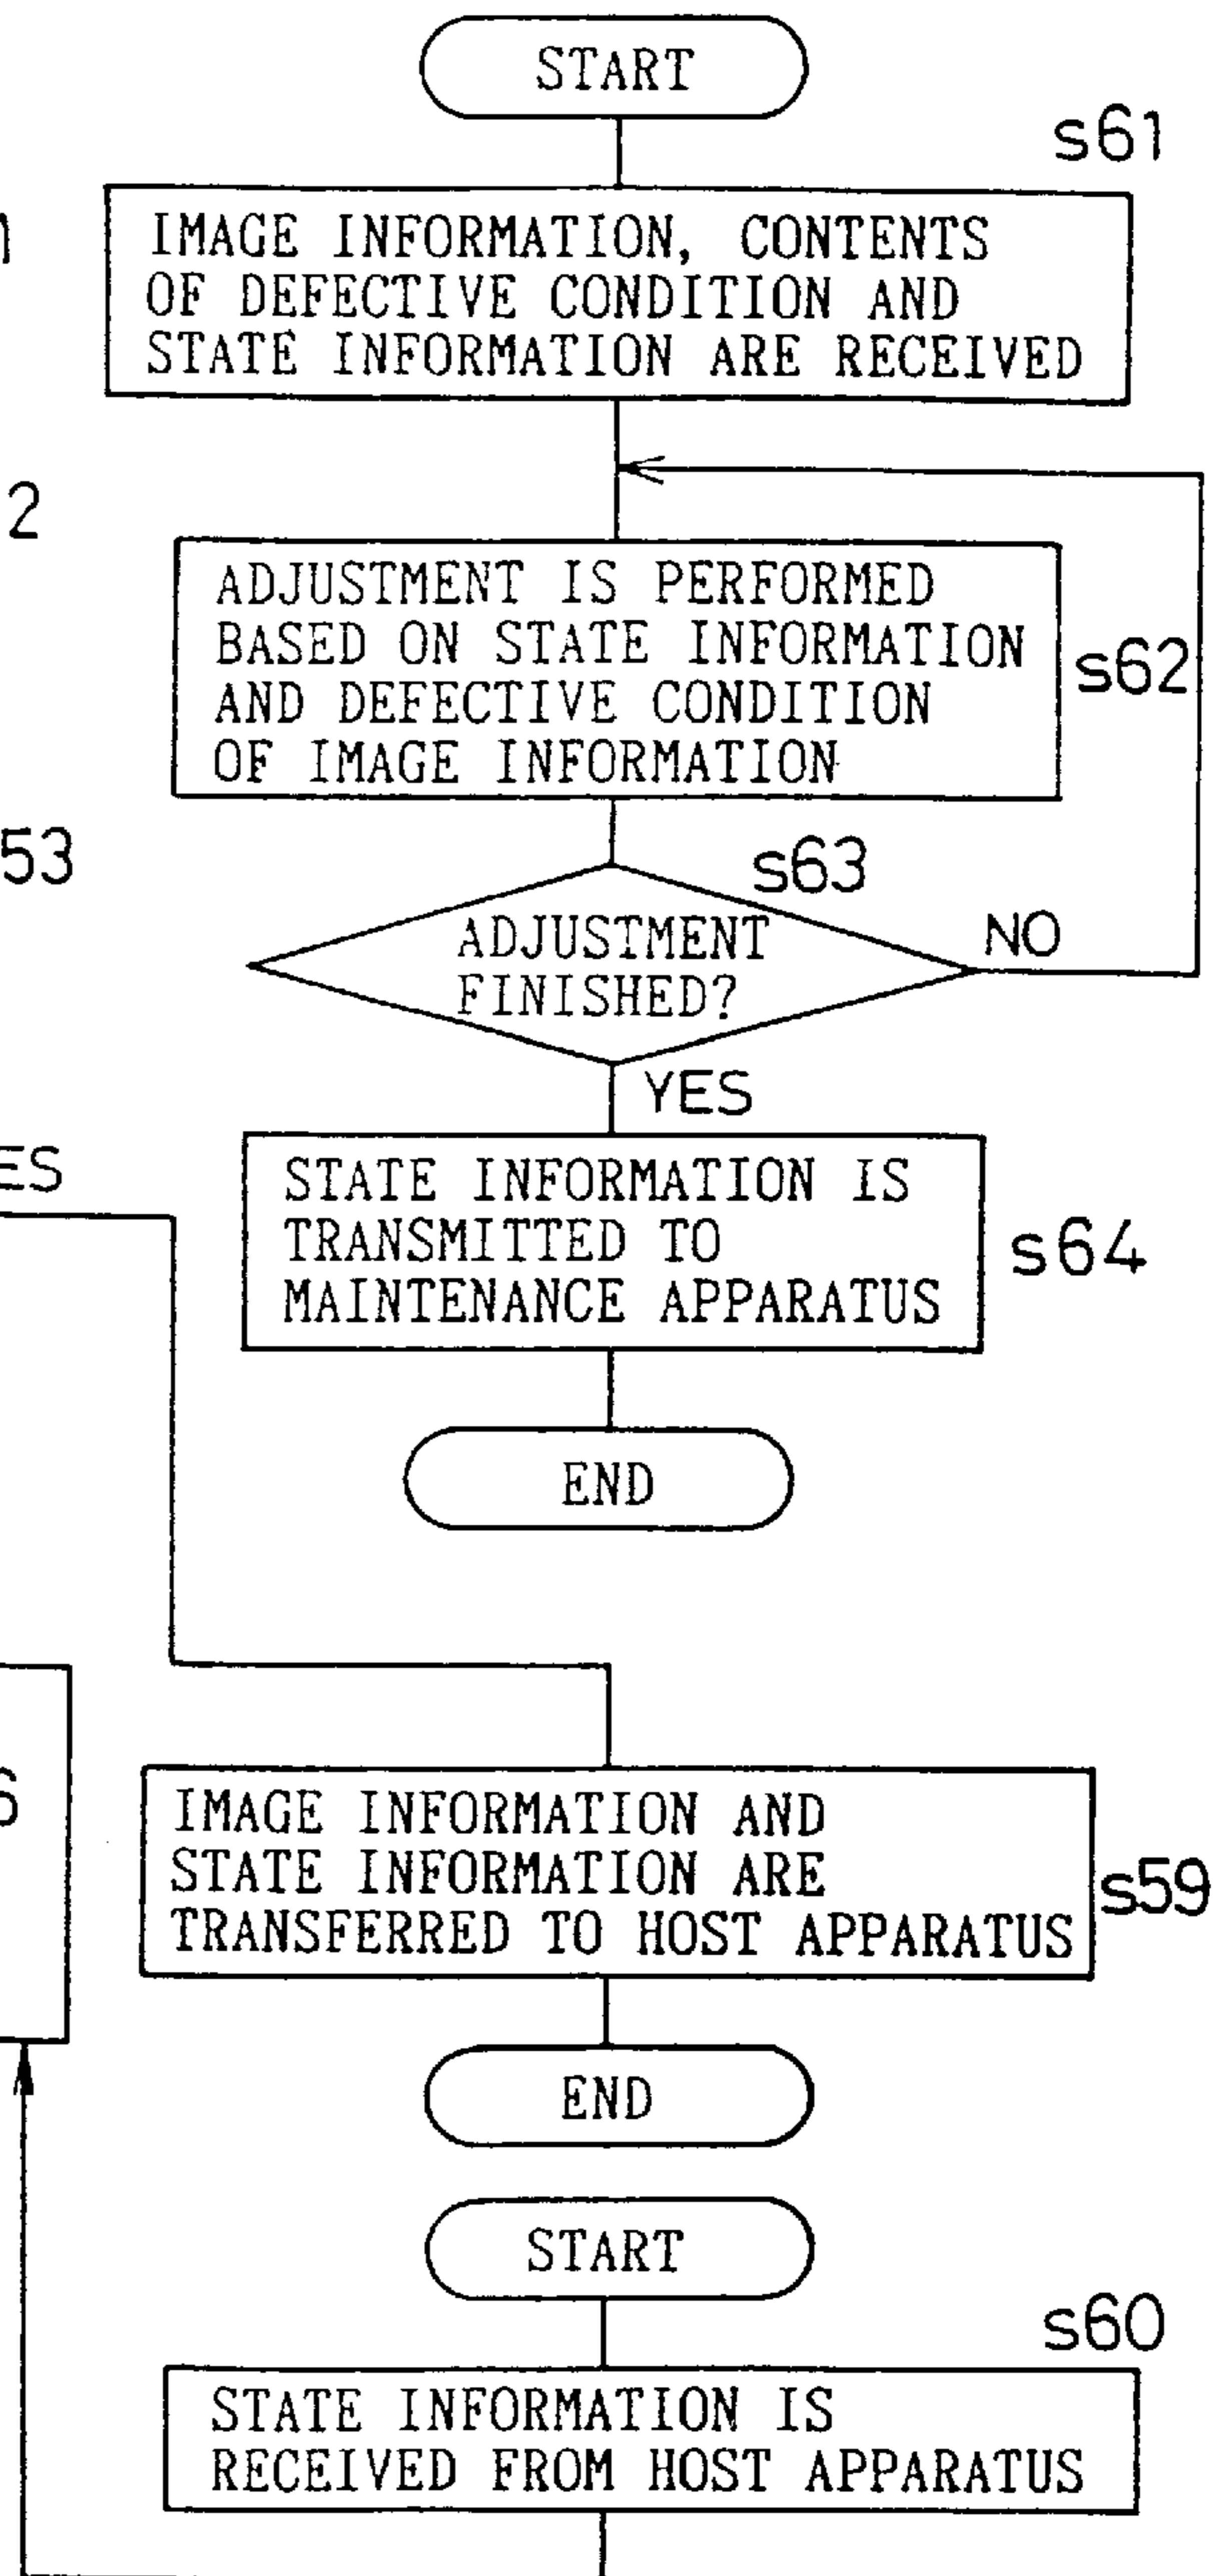 START
s61
IMAGE INFORMATION, CONTENTS
OF DEFECTIVE CONDITION AND
STATE INFORMATION ARE RECEIVED
2
ADJUSTMENT IS PERFORMED
BASED ON STATE INFORMATION
AND DEFECTIVE CONDITION
OF IMAGE INFORMATION
s62
53
s63
ADJUSTMENT
FINISHED?
NO
YES
ES
STATE INFORMATION IS
TRANSMITTED TO
MAINTENANCE APPARATUS
s64
END
IMAGE INFORMATION AND
STATE INFORMATION ARE
TRANSFERRED TO HOST APPARATUS
s59
END
START
s60
STATE INFORMATION IS
RECEIVED FROM HOST APPARATUS